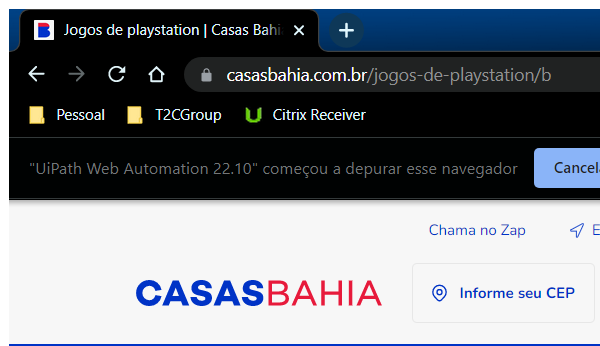 Jogos de playstation | Casas Bahi
casasbahia.com.br/jogos-de-playstation/b
Pessoal T2CGroup Citrix Receiver
"UiPath Web Automation 22.10" começou a depurar esse navegador Cancela
Chama no Zap E
CASASBAHIA Informe seu CEP